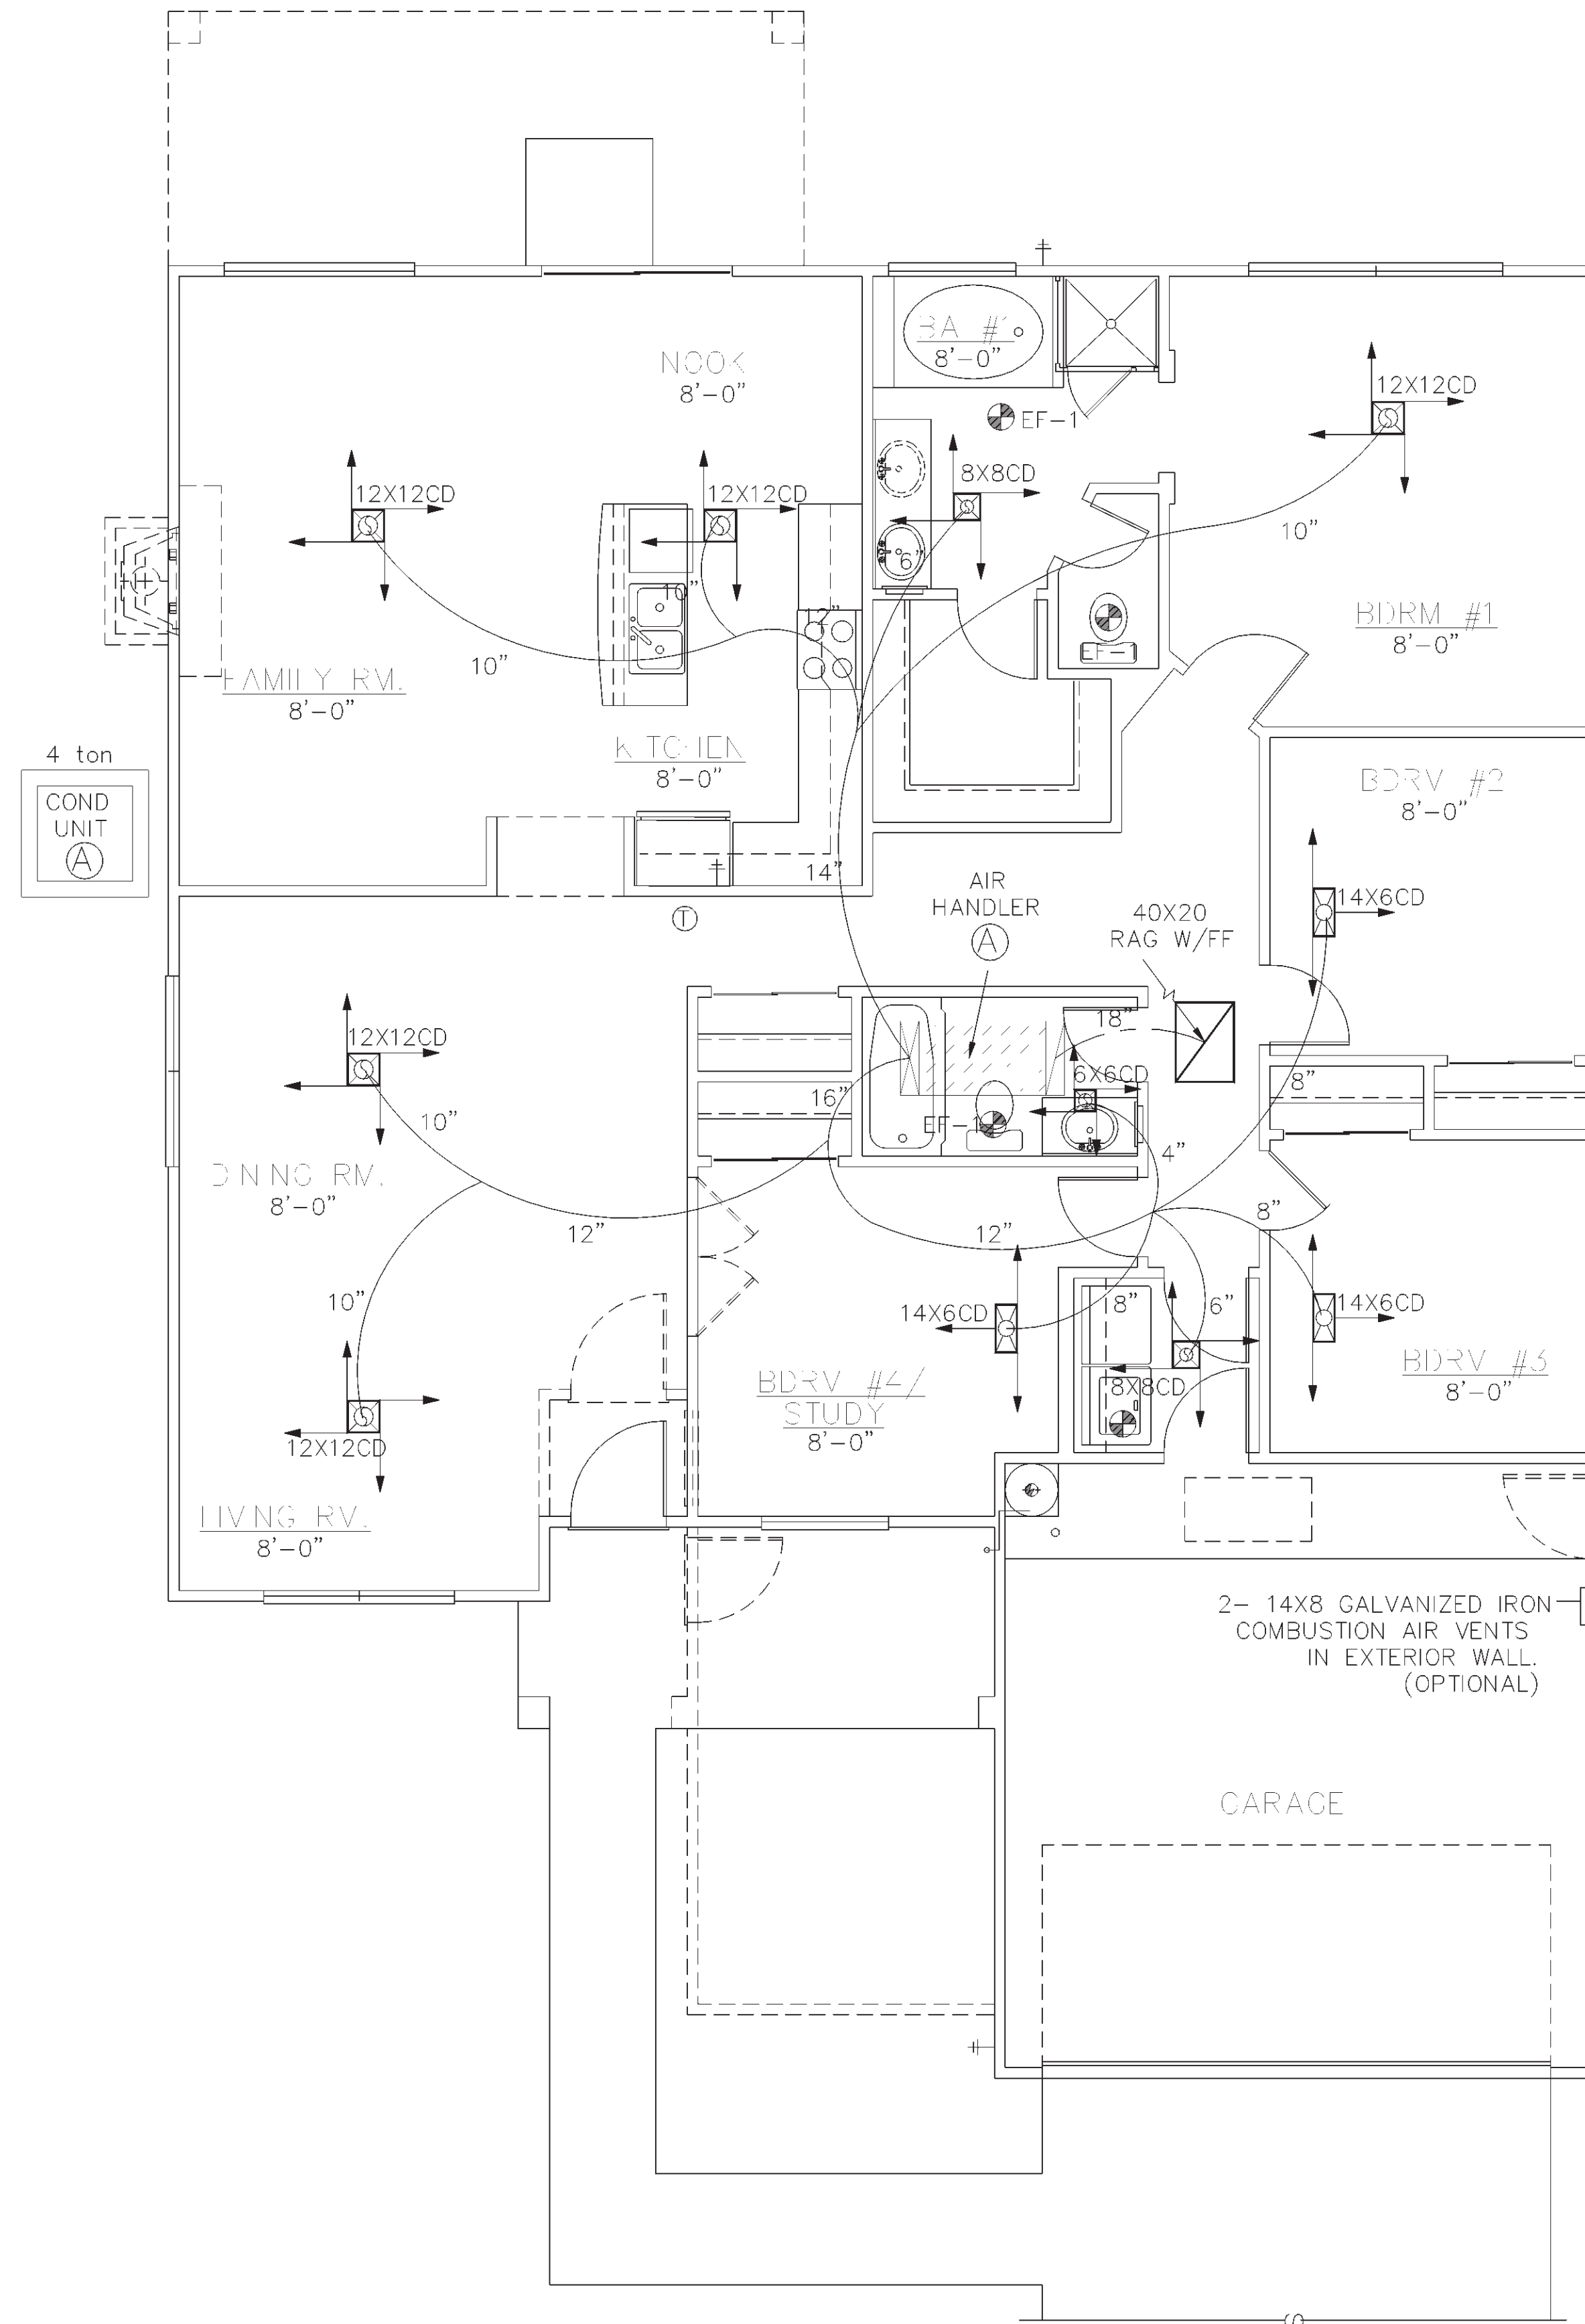 BA #1
8'-0"
NOOK
8'-0"
12X12CD
EF-1
8X8CD
12X12CD
12X12CD
6"
10"
10"
12"
BDRM #1
8'-0"
10"
FAMILY RM.
8'-0"
EF-1
KITCHEN
8'-0"
4 ton
COND
UNIT
A
BDRM #2
8'-0"
14"
AIR
HANDLER
A
14X6CD
40X20
RAG W/FF
T
18"
12X12CD
6X6CD
8"
16"
10"
EF-1
4"
DINING RM.
8'-0"
12"
12"
8"
10"
14X6CD
8"
6"
14X6CD
BDRM #3
8'-0"
BDRM #4/
STUDY
8'-0"
8X8CD
12X12CD
LIVING RM.
8'-0"
2- 14X8 GALVANIZED IRON
COMBUSTION AIR VENTS
IN EXTERIOR WALL.
(OPTIONAL)
GARAGE